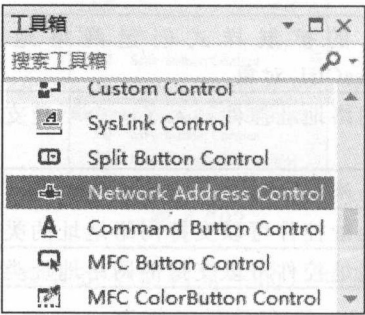 工具箱
搜索工具箱
Custom Control
SysLink Control
Split Button Control
Network Address Control
Command Button Control
MFC Button Control
MFC ColorButton Control